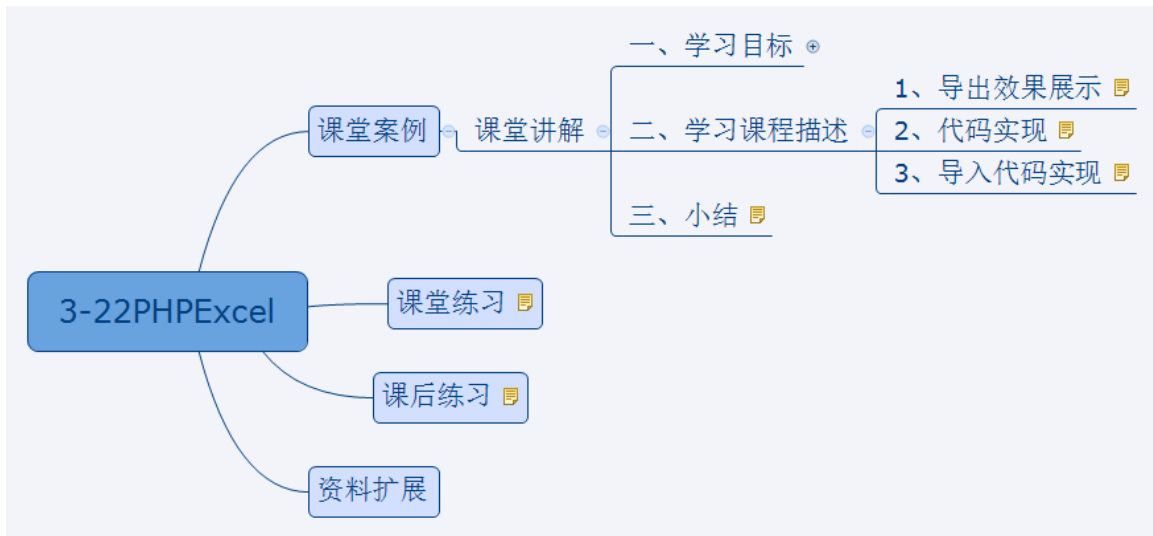 一、学习目标
1、导出效果展示
课堂案例
课堂讲解
二、学习课程描述
2、代码实现
3、导入代码实现
三、小结
3-22PHPExcel
课堂练习
课后练习
资料扩展